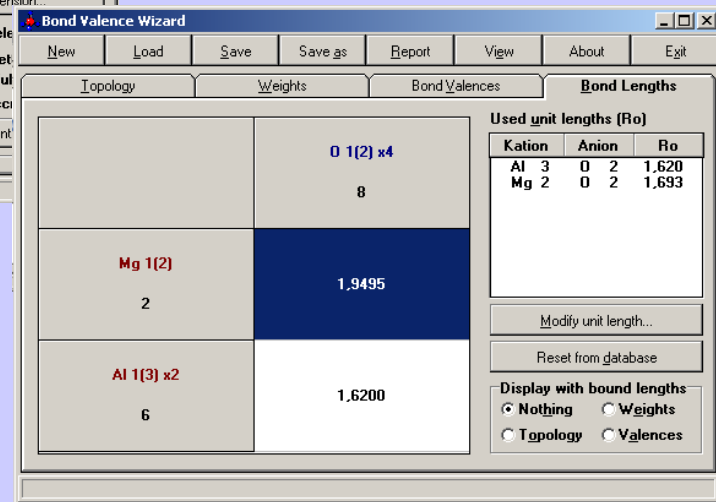 ension...
Bond Valence Wizard
New Load Save Save as Report View About Exit
Topology Weights Bond Valences Bond Lengths
O 1(2) x4
8
Mg 1(2)
2
1,9495
Al 1(3) x2
6
1,6200
Used unit lengths (Ro)
Kation Anion Ro
Al 3 O 2 1,620
Mg 2 O 2 1,693
Modify unit length...
Reset from database
Display with bound lengths
Nothing Weights
Topology Valences